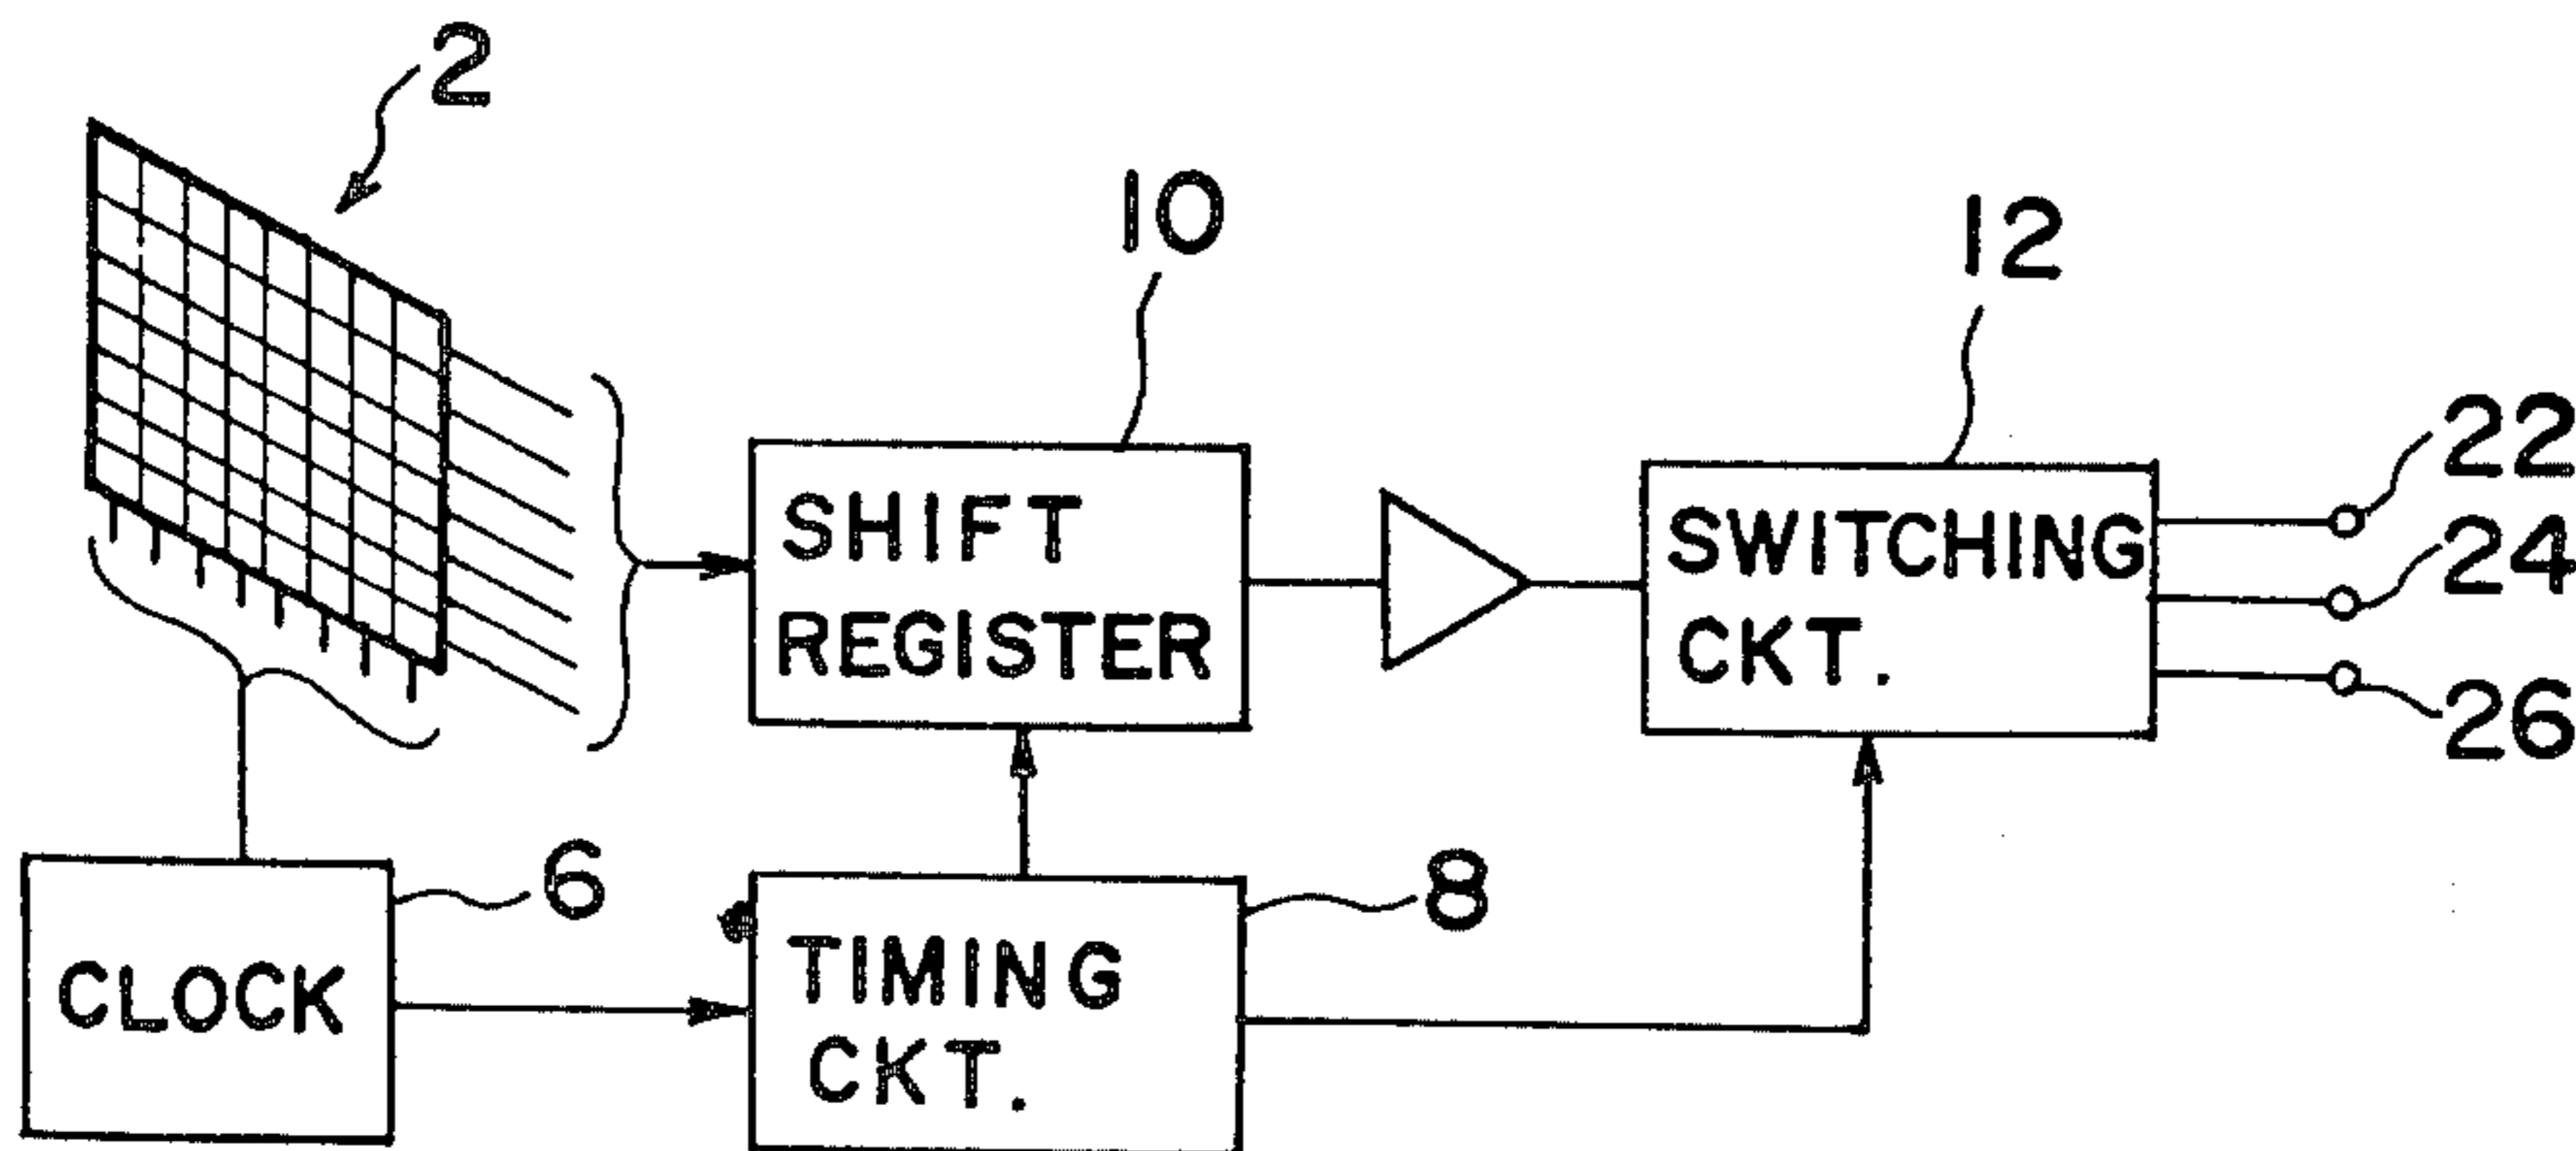 2
10
12
SHIFT
REGISTER
SWITCHING
CKT.
22
24
26
6
8
CLOCK
TIMING
CKT.